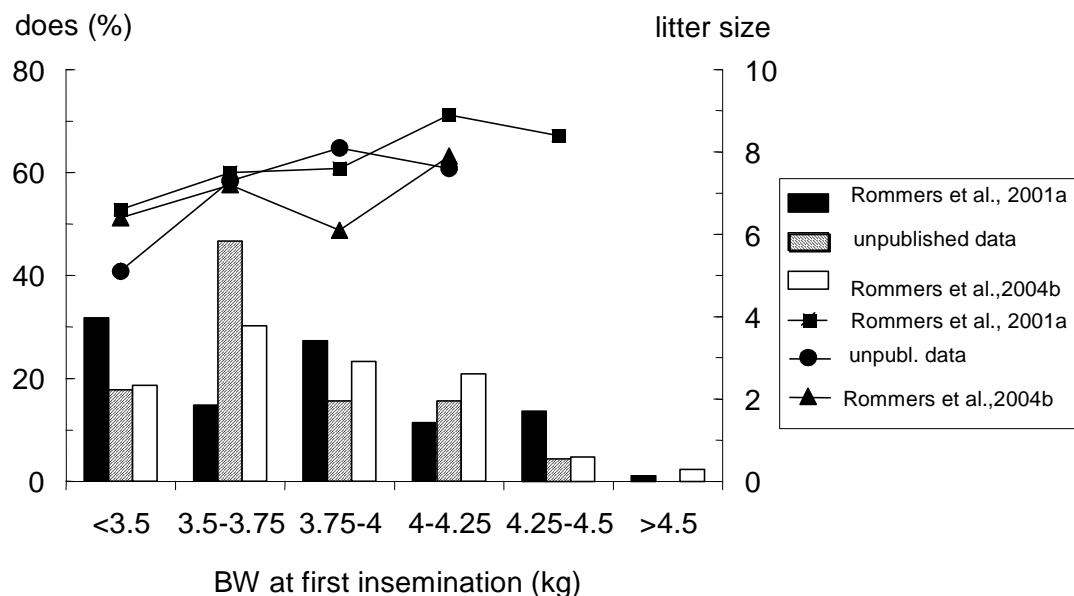 does (%)
litter size
80
60
40
20
0
10
8
6
4
2
0
<3.5 3.5-3.75 3.75-4 4-4.25 4.25-4.5 >4.5
BW at first insemination (kg)
Rommers et al., 2001a
unpublished data
Rommers et al.,2004b
Rommers et al., 2001a
unpubl. data
Rommers et al.,2004b